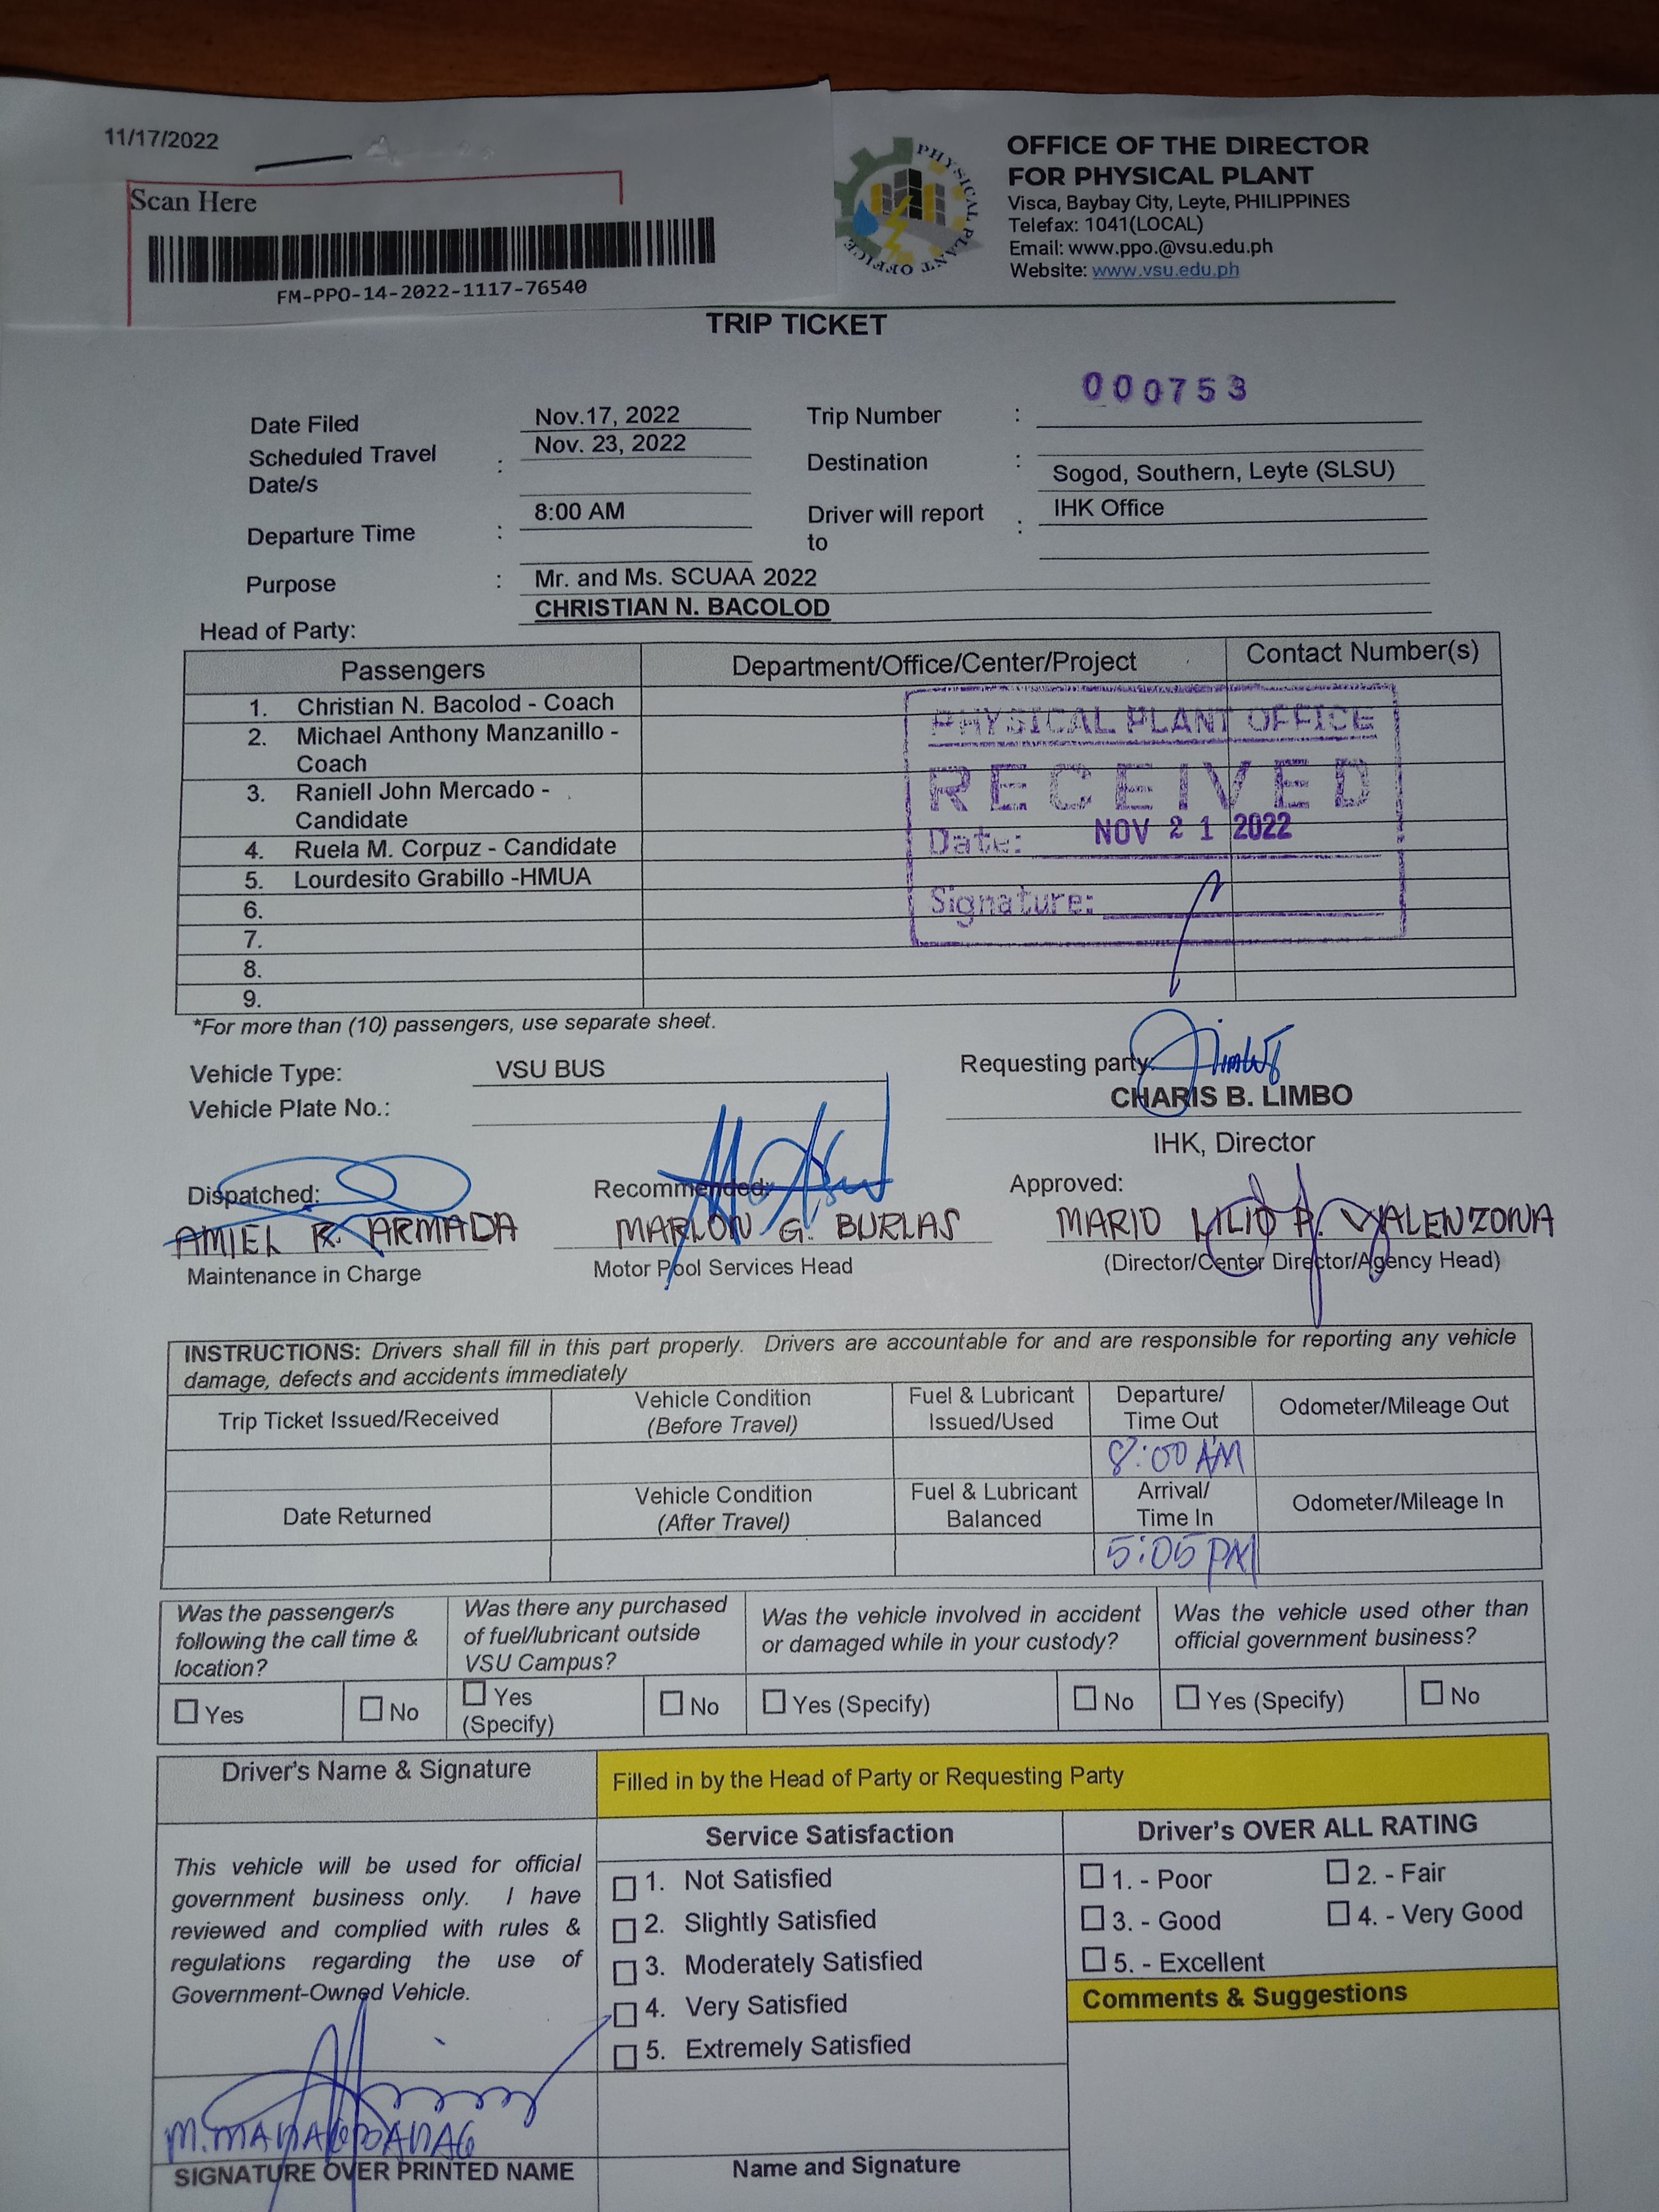 11/17/2022
Scan Here
FM-PPO-14-2022-1117-76540
PHYSICAL PLANT OFFICE
OFFICE OF THE DIRECTOR
FOR PHYSICAL PLANT
Visca, Baybay City, Leyte, PHILIPPINES
Telefax: 1041(LOCAL)
Email: www.ppo.@vsu.edu.ph
Website: www.vsu.edu.ph
TRIP TICKET
000753
Date Filed Nov.17, 2022 Trip Number :
Scheduled Travel Date/s : Nov. 23, 2022 Destination : Sogod, Southern, Leyte (SLSU)
Departure Time : 8:00 AM Driver will report to : IHK Office
Purpose : Mr. and Ms. SCUAA 2022
Head of Party: CHRISTIAN N. BACOLOD
Passengers Department/Office/Center/Project Contact Number(s)
1. Christian N. Bacolod - Coach
2. Michael Anthony Manzanillo -
Coach
3. Raniell John Mercado -
Candidate
4. Ruela M. Corpuz - Candidate
5. Lourdesito Grabillo -HMUA
6.
7.
8.
9.
PHYSICAL PLANT OFFICE
RECEIVED
Date: NOV 21 2022
Signature:
*For more than (10) passengers, use separate sheet.
Vehicle Type: VSU BUS
Vehicle Plate No.:
Requesting party:
CHARIS B. LIMBO
IHK, Director
Dispatched: Recommended: Approved:
AMIEL R. ARMADA MARLON G. BURLAS MARIO LILIO P. VALENZONA
Maintenance in Charge Motor Pool Services Head (Director/Center Director/Agency Head)
INSTRUCTIONS: Drivers shall fill in this part properly. Drivers are accountable for and are responsible for reporting any vehicle
damage, defects and accidents immediately
Trip Ticket Issued/Received Vehicle Condition (Before Travel) Fuel & Lubricant Issued/Used Departure/ Time Out Odometer/Mileage Out
8:00 AM
Date Returned Vehicle Condition (After Travel) Fuel & Lubricant Balanced Arrival/ Time In Odometer/Mileage In
5:05 PM
Was the passenger/s following the call time & location? Was there any purchased of fuel/lubricant outside VSU Campus? Was the vehicle involved in accident or damaged while in your custody? Was the vehicle used other than official government business?
Yes No Yes (Specify) No Yes (Specify) No Yes (Specify) No
Driver's Name & Signature
Filled in by the Head of Party or Requesting Party
This vehicle will be used for official
government business only. I have
reviewed and complied with rules &
regulations regarding the use of
Government-Owned Vehicle.
SIGNATURE OVER PRINTED NAME
Service Satisfaction
1. Not Satisfied
2. Slightly Satisfied
3. Moderately Satisfied
4. Very Satisfied
5. Extremely Satisfied
Name and Signature
Driver's OVER ALL RATING
1. - Poor 2. - Fair
3. - Good 4. - Very Good
5. - Excellent
Comments & Suggestions